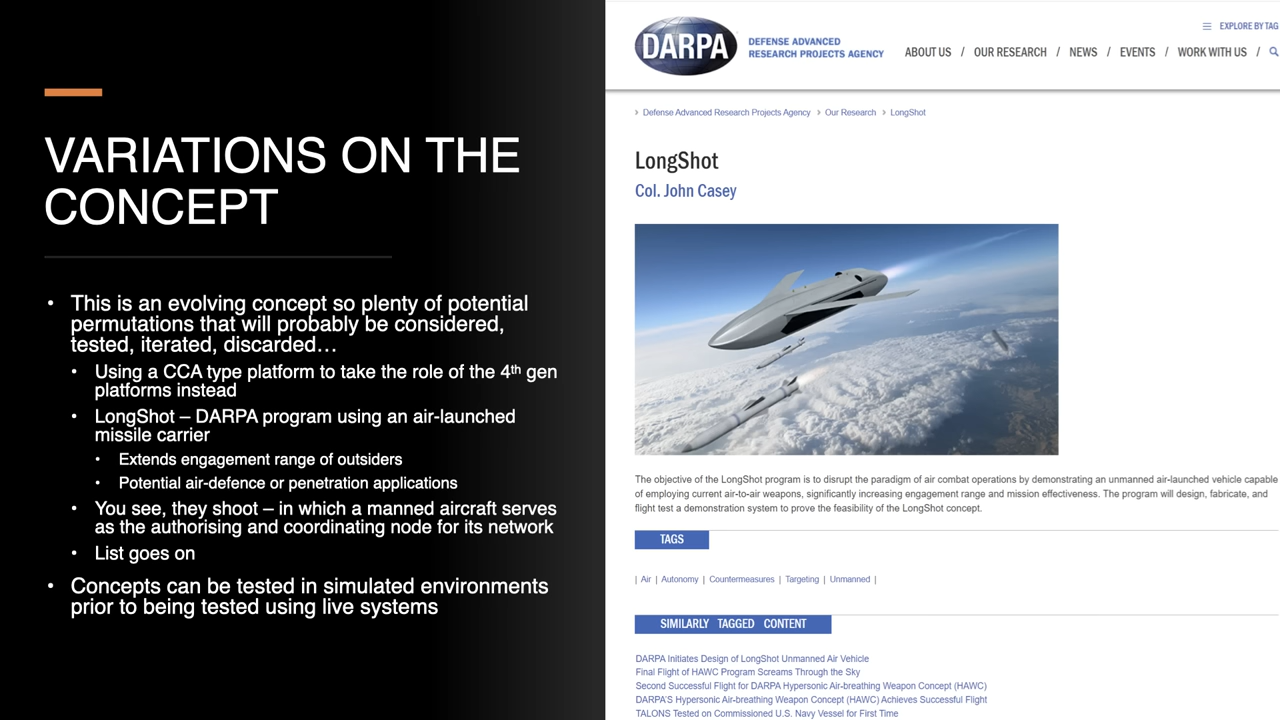 VARIATIONS ON THE
CONCEPT
• This is an evolving concept so plenty of potential
permutations that will probably be considered,
tested, iterated, discarded…
• Using a CCA type platform to take the role of the 4th gen
platforms instead
• LongShot – DARPA program using an air-launched
missile carrier
• Extends engagement range of outsiders
• Potential air-defence or penetration applications
• You see, they shoot – in which a manned aircraft serves
as the authorising and coordinating node for its network
• List goes on
• Concepts can be tested in simulated environments
prior to being tested using live systems
EXPLORE BY TAG
DARPA
DEFENSE ADVANCED
RESEARCH PROJECTS AGENCY
ABOUT US / OUR RESEARCH / NEWS / EVENTS / WORK WITH US /
> Defense Advanced Research Projects Agency > Our Research > LongShot
LongShot
Col. John Casey
The objective of the LongShot program is to disrupt the paradigm of air combat operations by demonstrating an unmanned air-launched vehicle capable
of employing current air-to-air weapons, significantly increasing engagement range and mission effectiveness. The program will design, fabricate, and
flight test a demonstration system to prove the feasibility of the LongShot concept.
TAGS
| Air | Autonomy | Countermeasures | Targeting | Unmanned |
SIMILARLY TAGGED CONTENT
DARPA Initiates Design of LongShot Unmanned Air Vehicle
Final Flight of HAWC Program Screams Through the Sky
Second Successful Flight for DARPA Hypersonic Air-breathing Weapon Concept (HAWC)
DARPA'S Hypersonic Air-breathing Weapon Concept (HAWC) Achieves Successful Flight
TALONS Tested on Commissioned U.S. Navy Vessel for First Time